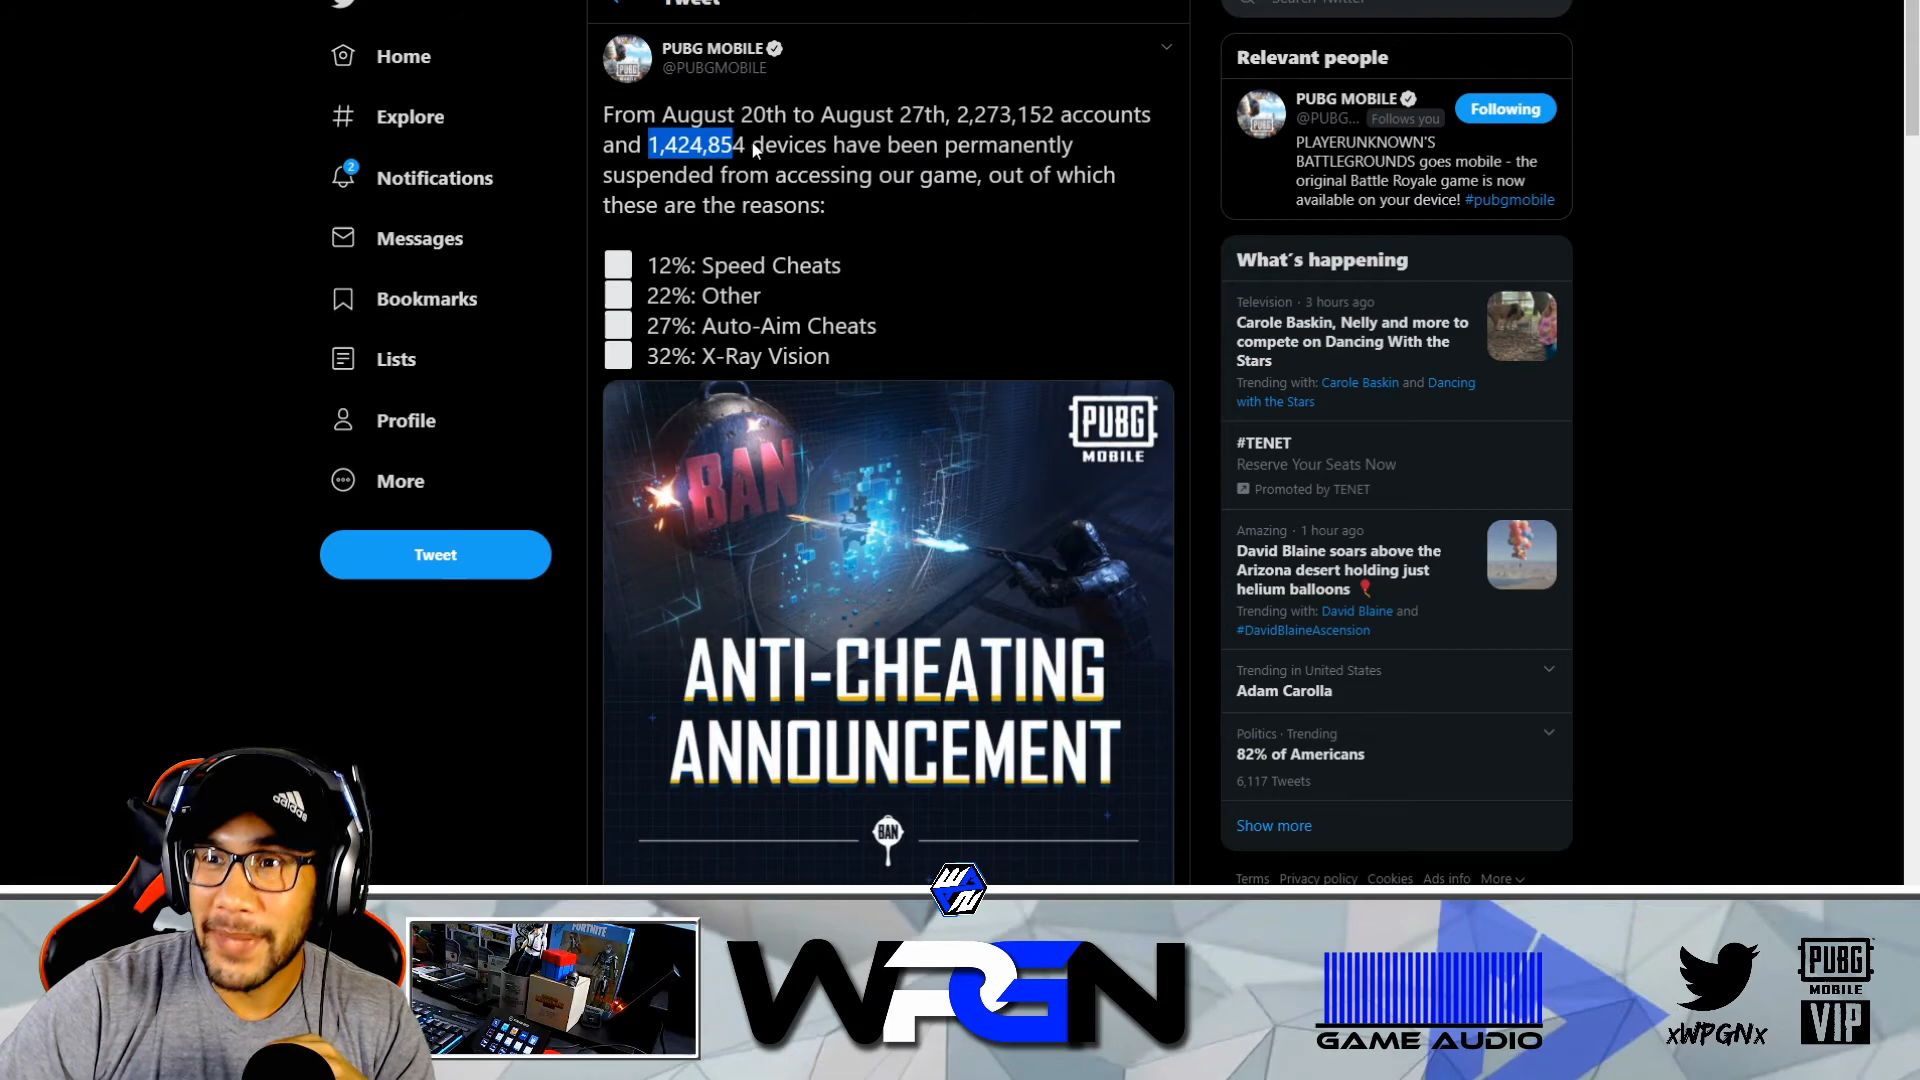 Tweet
Search Twitter
Home
Explore
2
Notifications
Messages
Bookmarks
Lists
Profile
More
Tweet
PUBG MOBILE
@PUBGMOBILE
From August 20th to August 27th, 2,273,152 accounts
and 1,424,854 devices have been permanently
suspended from accessing our game, out of which
these are the reasons:
12%: Speed Cheats
22%: Other
27%: Auto-Aim Cheats
32%: X-Ray Vision
BAN
PUBG
MOBILE
ANTI-CHEATING
ANNOUNCEMENT
BAN
Relevant people
PUBG MOBILE
@PUBG... Follows you
Following
PLAYERUNKNOWN'S
BATTLEGROUNDS goes mobile - the
original Battle Royale game is now
available on your device! #pubgmobile
What's happening
Television · 3 hours ago
Carole Baskin, Nelly and more to
compete on Dancing With the
Stars
Trending with: Carole Baskin and Dancing
with the Stars
#TENET
Reserve Your Seats Now
Promoted by TENET
Amazing · 1 hour ago
David Blaine soars above the
Arizona desert holding just
helium balloons
Trending with: David Blaine and
#DavidBlaineAscension
Trending in United States
Adam Carolla
Politics · Trending
82% of Americans
6,117 Tweets
Show more
Terms Privacy policy Cookies Ads info More
adidas
FORTNITE
WPGN
WPGN
GAME AUDIO
xWPGNx
PUBG
MOBILE
VIP